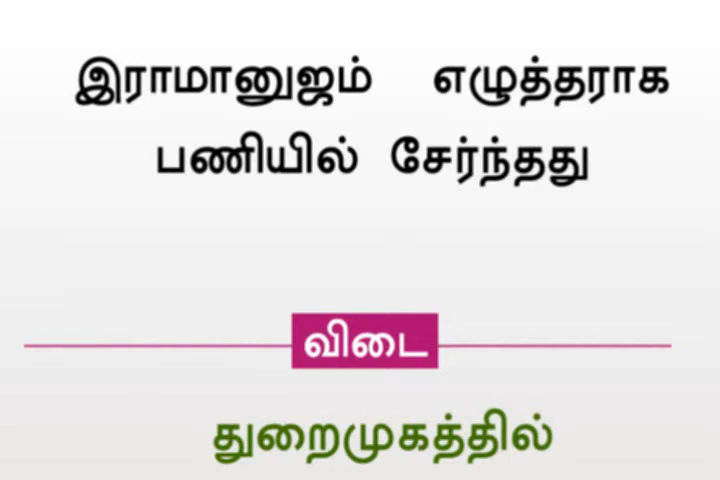 இராமானுஜம் எழுத்தராக
பணியில் சேர்ந்தது
விடை
துறைமுகத்தில்